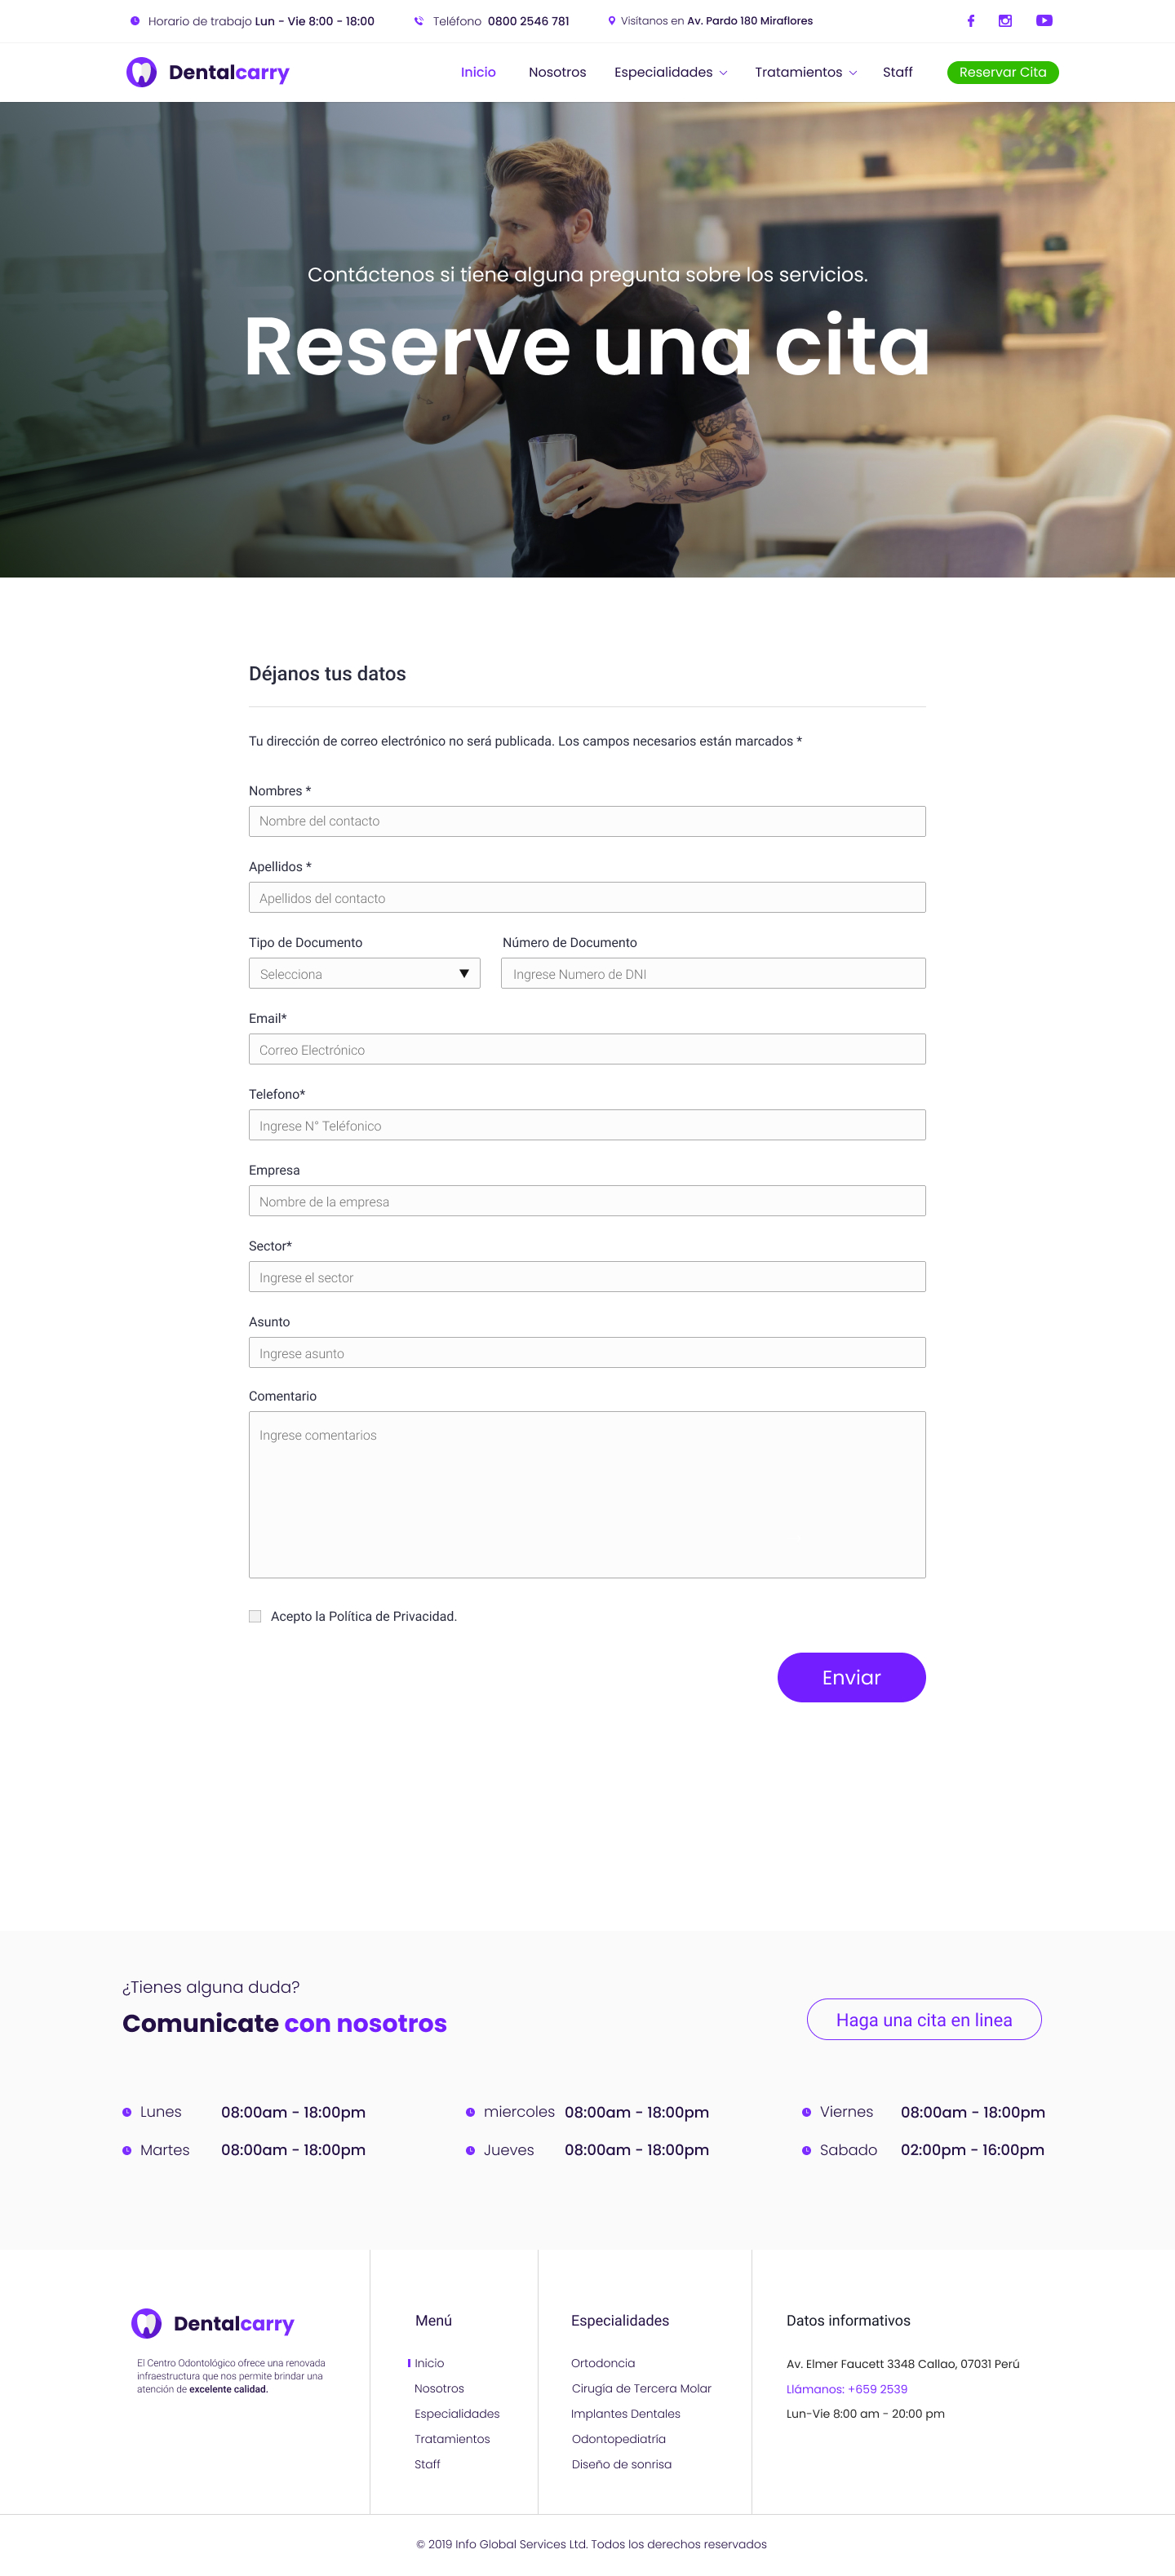 Horario de trabajo Lun - Vie 8:00 - 18:00
Teléfono 0800 2546 781
Visítanos en Av. Pardo 180 Miraflores
Dentalcarry
Inicio
Nosotros
Especialidades
Tratamientos
Staff
Reservar Cita
Contáctenos si tiene alguna pregunta sobre los servicios.
Reserve una cita
Déjanos tus datos
Tu dirección de correo electrónico no será publicada. Los campos necesarios están marcados *
Nombres *
Nombre del contacto
Apellidos *
Apellidos del contacto
Tipo de Documento
Número de Documento
Selecciona
Ingrese Numero de DNI
Email*
Correo Electrónico
Telefono*
Ingrese N° Teléfonico
Empresa
Nombre de la empresa
Sector*
Ingrese el sector
Asunto
Ingrese asunto
Comentario
Ingrese comentarios
Acepto la Política de Privacidad.
Enviar
¿Tienes alguna duda?
Comunicate con nosotros
Haga una cita en linea
Lunes 08:00am - 18:00pm
miercoles 08:00am - 18:00pm
Viernes 08:00am - 18:00pm
Martes 08:00am - 18:00pm
Jueves 08:00am - 18:00pm
Sabado 02:00pm - 16:00pm
Dentalcarry
El Centro Odontológico ofrece una renovada
infraestructura que nos permite brindar una
atención de excelente calidad.
Menú
Inicio
Nosotros
Especialidades
Tratamientos
Staff
Especialidades
Ortodoncia
Cirugía de Tercera Molar
Implantes Dentales
Odontopediatría
Diseño de sonrisa
Datos informativos
Av. Elmer Faucett 3348 Callao, 07031 Perú
Llámanos: +659 2539
Lun-Vie 8:00 am - 20:00 pm
© 2019 Info Global Services Ltd. Todos los derechos reservados